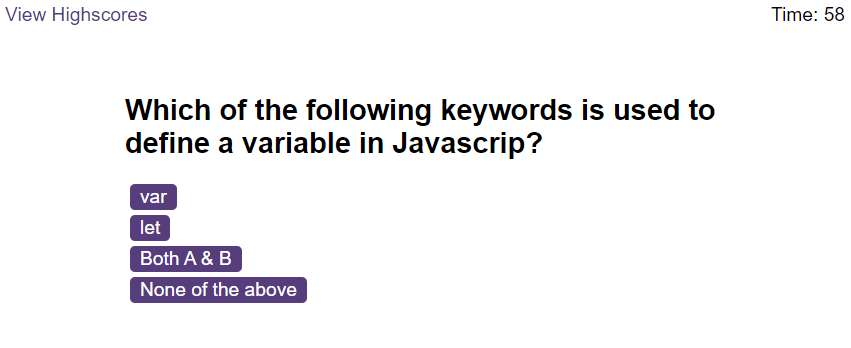 View Highscores
Time: 58
Which of the following keywords is used to
define a variable in Javascrip?
var
let
Both A & B
None of the above